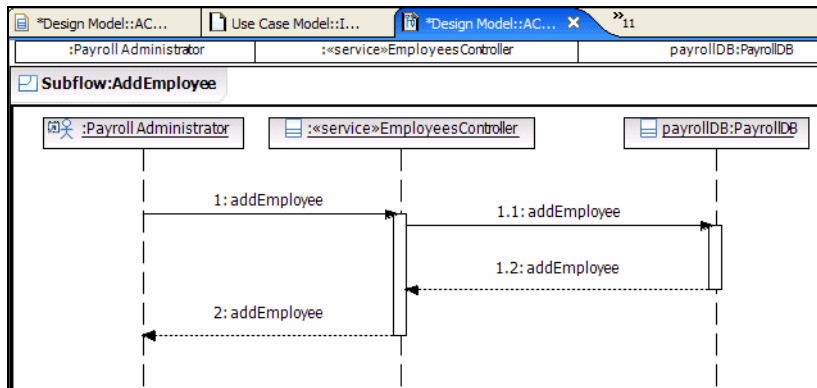 *Design Model::AC... Use Case Model::I... *Design Model::AC... »11
:Payroll Administrator :«service»EmployeesController payrollDB:PayrollDB
Subflow:AddEmployee
:Payroll Administrator :«service»EmployeesController payrollDB:PayrollDB
1: addEmployee
1.1: addEmployee
1.2: addEmployee
2: addEmployee